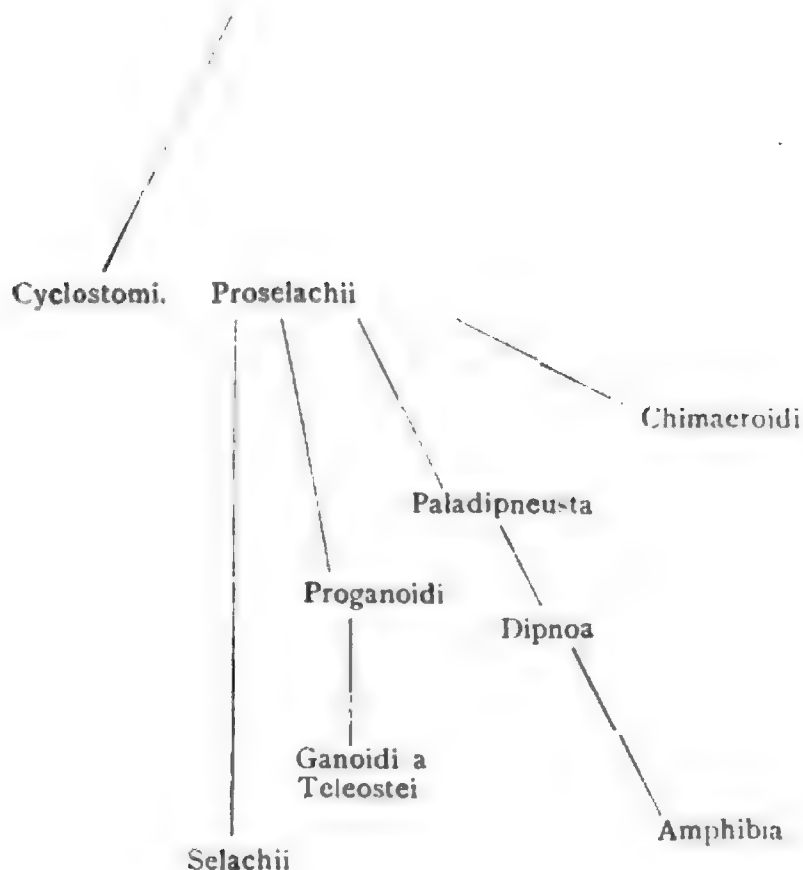 Cyclostomi. Proselachii
Chimaeroidi
Paladipneusta
Proganoidi
Dipnoa
Ganoidi a
Teleostei
Amphibia
Selachii